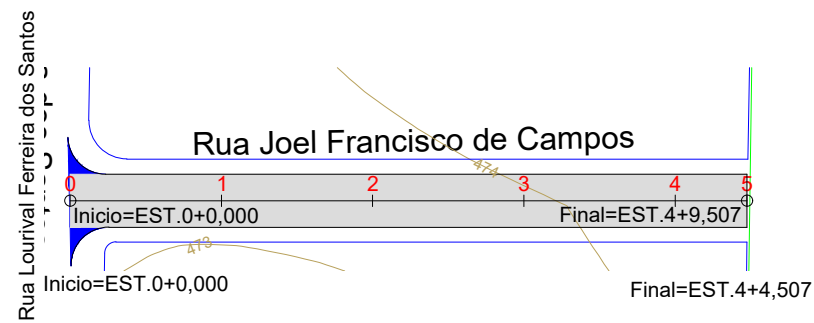 Rua Lourival Ferreira dos Santos
Rua Joel Francisco de Campos
474
0 1 2 3 4 5
Inicio=EST.0+0,000 Final=EST.4+9,507
473
Inicio=EST.0+0,000
Final=EST.4+4,507